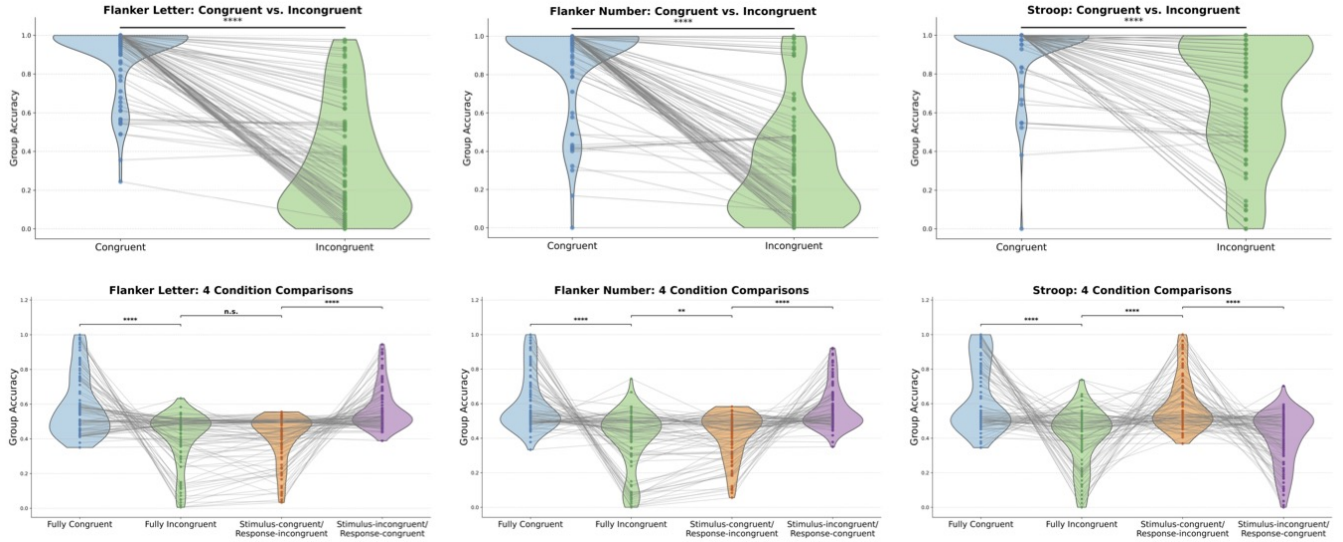 Flanker Letter: Congruent vs. Incongruent
****
Group Accuracy
1.0
0.8
0.6
0.4
0.2
0.0
Congruent
Incongruent
Flanker Number: Congruent vs. Incongruent
****
Group Accuracy
1.0
0.8
0.6
0.4
0.2
0.0
Congruent
Incongruent
Stroop: Congruent vs. Incongruent
****
Group Accuracy
1.0
0.8
0.6
0.4
0.2
0.0
Congruent
Incongruent
Flanker Letter: 4 Condition Comparisons
****
n.s.
****
Group Accuracy
1.2
1.0
0.8
0.6
0.4
0.2
0.0
Fully Congruent
Fully Incongruent
Stimulus-congruent/
Response-incongruent
Stimulus-incongruent/
Response-congruent
Flanker Number: 4 Condition Comparisons
****
**
****
Group Accuracy
1.2
1.0
0.8
0.6
0.4
0.2
0.0
Fully Congruent
Fully Incongruent
Stimulus-congruent/
Response-incongruent
Stimulus-incongruent/
Response-congruent
Stroop: 4 Condition Comparisons
****
****
****
Group Accuracy
1.2
1.0
0.8
0.6
0.4
0.2
0.0
Fully Congruent
Fully Incongruent
Stimulus-congruent/
Response-incongruent
Stimulus-incongruent/
Response-congruent